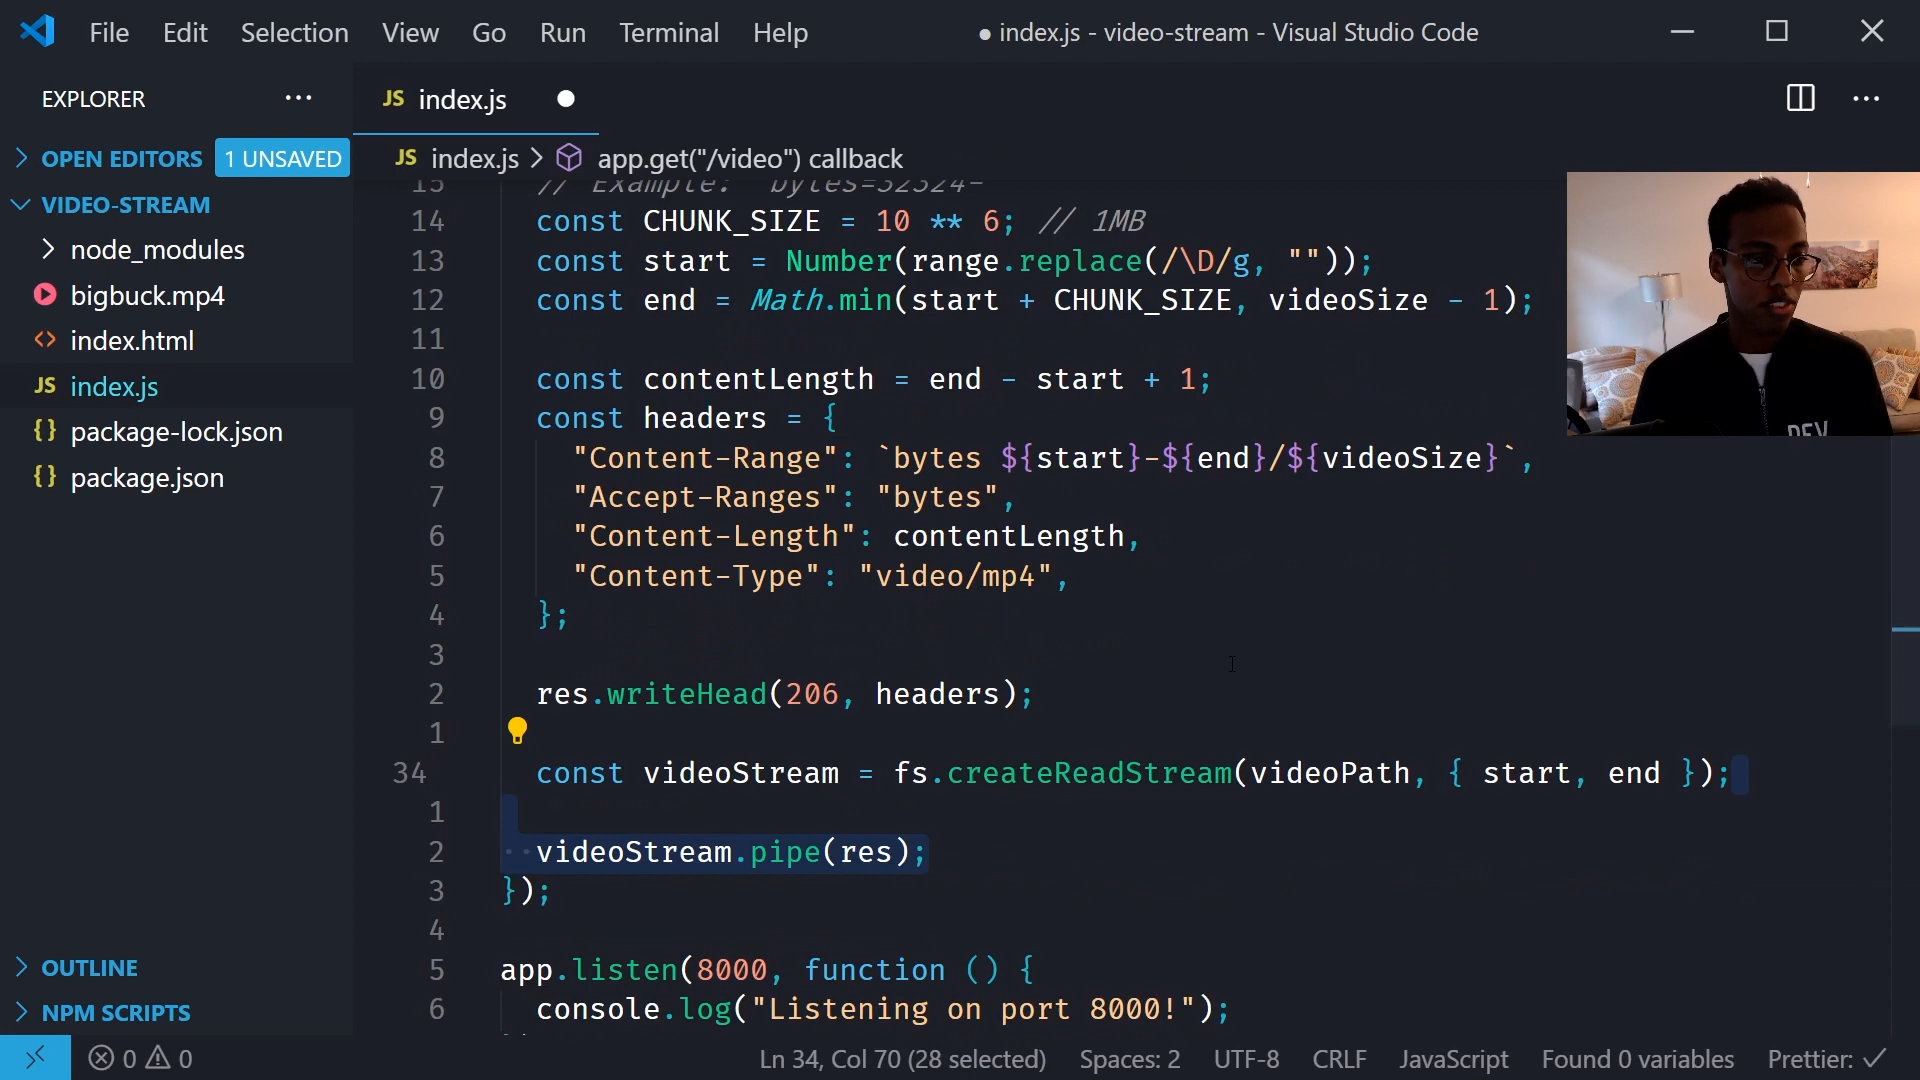 File Edit Selection View Go Run Terminal Help ● index.js - video-stream - Visual Studio Code
EXPLORER ···
JS index.js ●
OPEN EDITORS 1 UNSAVED
JS index.js > app.get("/video") callback
VIDEO-STREAM
node_modules
bigbuck.mp4
<> index.html
JS index.js
{} package-lock.json
{} package.json
OUTLINE
NPM SCRIPTS
15 // Example: "bytes=32324-"
14 const CHUNK_SIZE = 10 ** 6; // 1MB
13 const start = Number(range.replace(/\D/g, ""));
12 const end = Math.min(start + CHUNK_SIZE, videoSize - 1);
11
10 const contentLength = end - start + 1;
9 const headers = {
8 "Content-Range": `bytes ${start}-${end}/${videoSize}`,
7 "Accept-Ranges": "bytes",
6 "Content-Length": contentLength,
5 "Content-Type": "video/mp4",
4 };
3
2 res.writeHead(206, headers);
1
34 const videoStream = fs.createReadStream(videoPath, { start, end });
1
2 videoStream.pipe(res);
3 });
4
5 app.listen(8000, function () {
6 console.log("Listening on port 8000!");
DEV
0 0 Ln 34, Col 70 (28 selected) Spaces: 2 UTF-8 CRLF JavaScript Found 0 variables Prettier: ✓